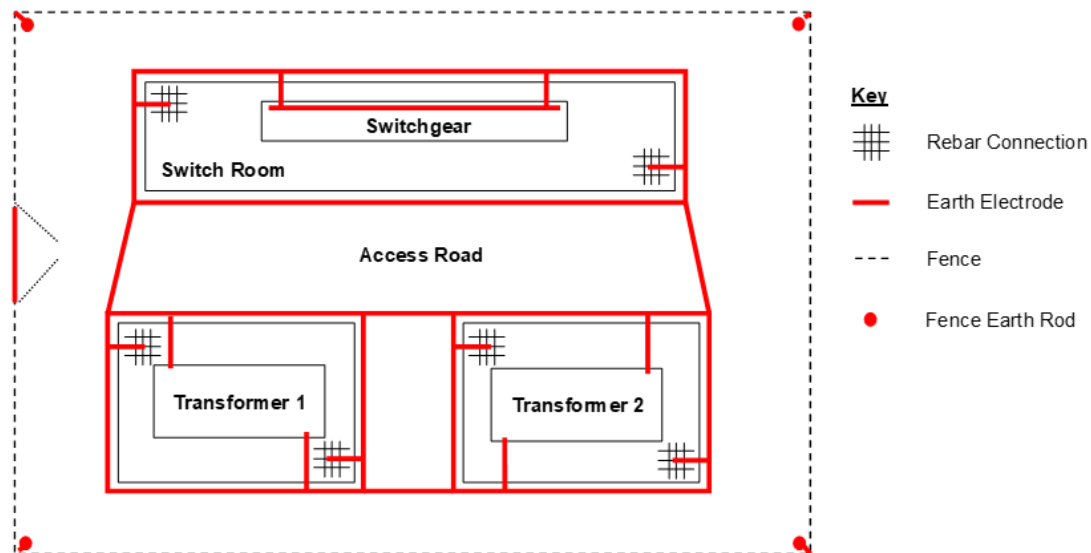 Switchgear
Switch Room
Access Road
Transformer 1
Transformer 2
Key
Rebar Connection
Earth Electrode
Fence
Fence Earth Rod